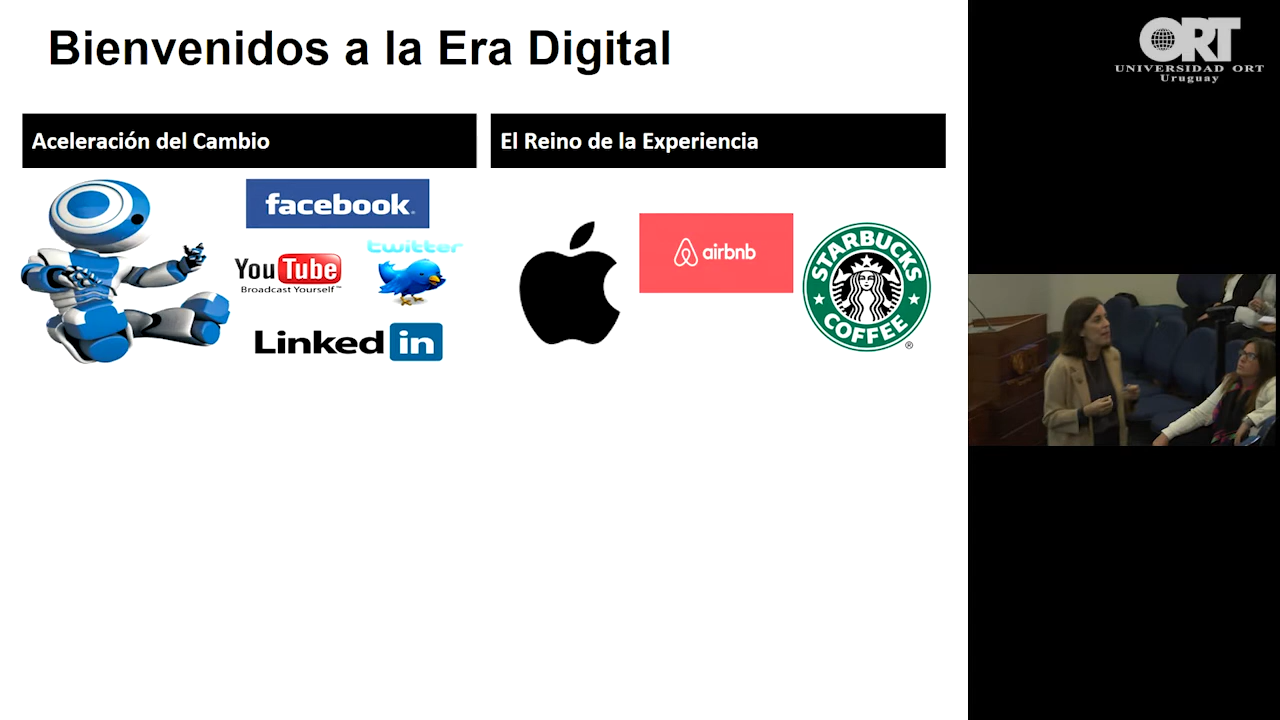 Bienvenidos a la Era Digital
ORT
UNIVERSIDAD ORT
Uruguay
Aceleración del Cambio
El Reino de la Experiencia
facebook
YouTube
Broadcast Yourself™
twitter
LinkedIn
airbnb
STARBUCKS
COFFEE
®